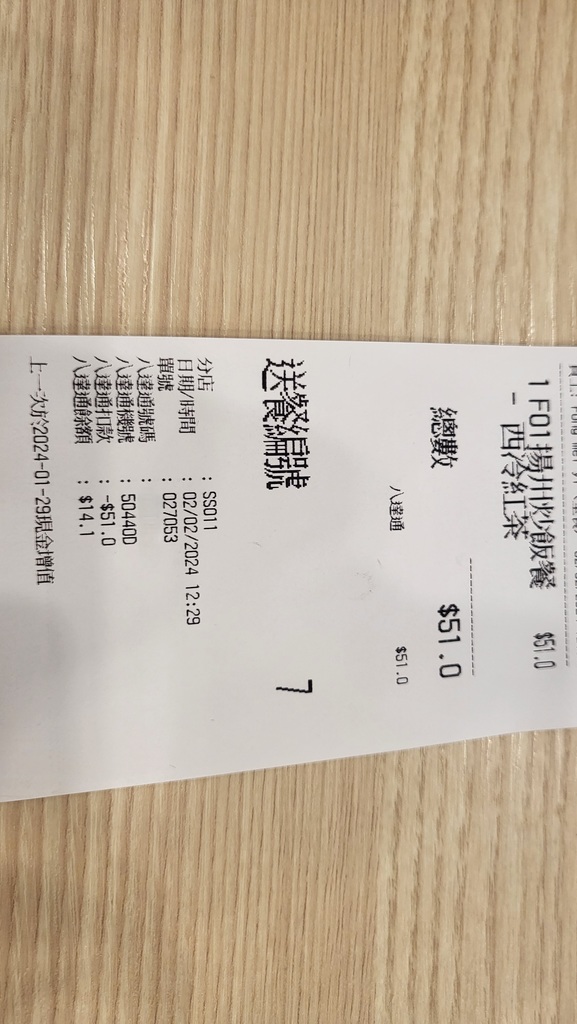 1 F01揚州炒飯餐 $51.0
- 西冷紅茶
總數 $51.0
八達通 $51.0
送餐編號 7
分店 : SS011
日期/時間 : 02/02/2024 12:29
單號 : 027053
八達通號碼 :
八達通機號 : 50440D
八達通扣款 : -$51.0
八達通餘額 : $14.1
上一次於2024-01-29現金增值